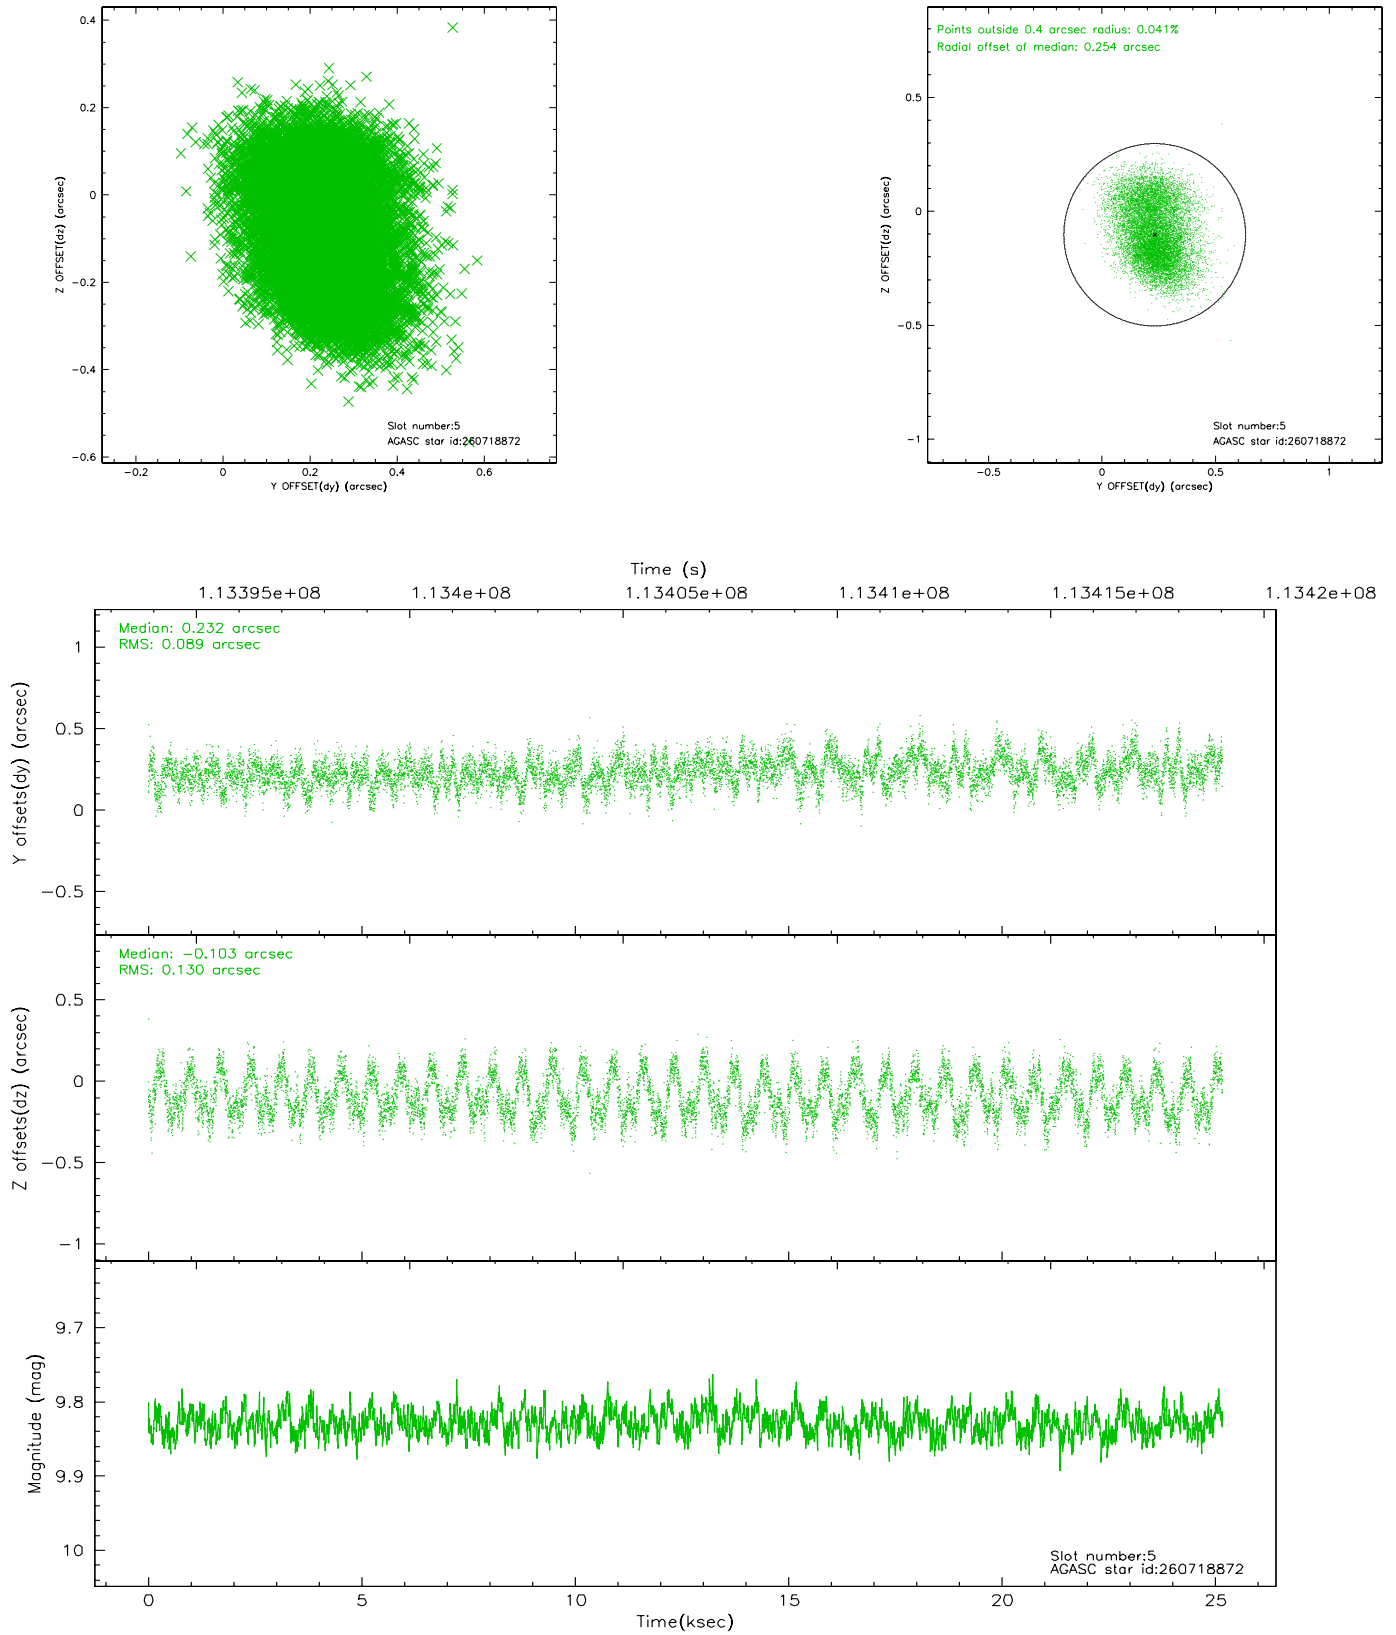 0.4
0.2
0
−0.2
−0.4
−0.6
Z OFFSET(dz) (arcsec)
Slot number:5
AGASC star id:260718872
−0.2
0
0.2
0.4
0.6
Y OFFSET(dy) (arcsec)
Points outside 0.4 arcsec radius: 0.041%
Radial offset of median: 0.254 arcsec
0.5
0
−0.5
−1
Z OFFSET(dz) (arcsec)
Slot number:5
AGASC star id:260718872
−0.5
0
0.5
1
Y OFFSET(dy) (arcsec)
Time (s)
1.13395e+08
1.134e+08
1.13405e+08
1.1341e+08
1.13415e+08
1.1342e+08
Median: 0.232 arcsec
RMS: 0.089 arcsec
1
0.5
0
−0.5
Y offsets(dy) (arcsec)
Median: −0.103 arcsec
RMS: 0.130 arcsec
0.5
0
−0.5
−1
Z offsets(dz) (arcsec)
9.7
9.8
9.9
10
Magnitude (mag)
Slot number:5
AGASC star id:260718872
0
5
10
15
20
25
Time(ksec)